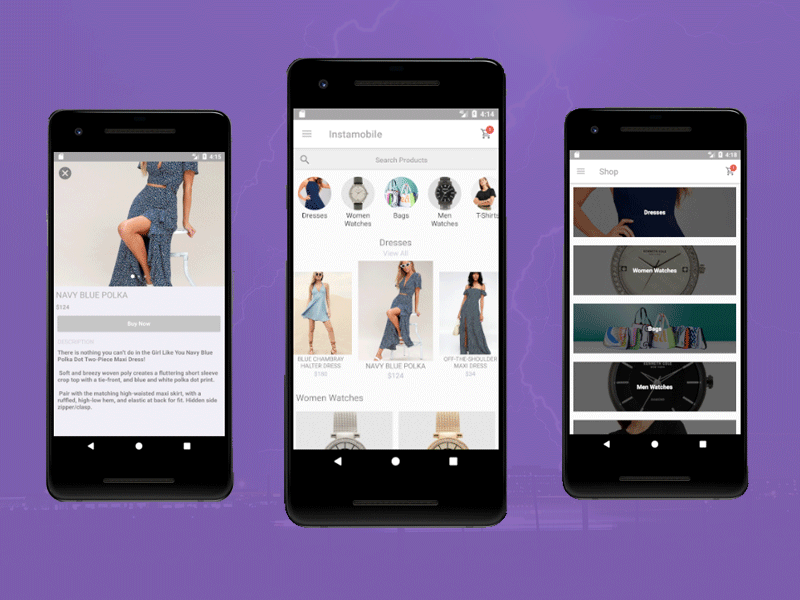 4:15
NAVY BLUE POLKA
$124
Buy Now
DESCRIPTION
There is nothing you can't do in the Girl Like You Navy Blue
Polka Dot Two-Piece Maxi Dress!
Soft and breezy woven poly creates a fluttering short sleeve
crop top with a tie-front, and blue and white polka dot print.
Pair with the matching high-waisted maxi skirt, with a
ruffled, high-low hem, and elastic at back for fit. Hidden side
zipper/clasp.
4:14
Instamobile
Search Products
Dresses
Women
Watches
Bags
Men
Watches
T-Shirts
Dresses
View All
BLUE CHAMBRAY
HALTER DRESS
$100
NAVY BLUE POLKA
$124
OFF-THE-SHOULDER
MAXI DRESS
$34
Women Watches
4:18
Shop
Dresses
Women Watches
Bags
Men Watches